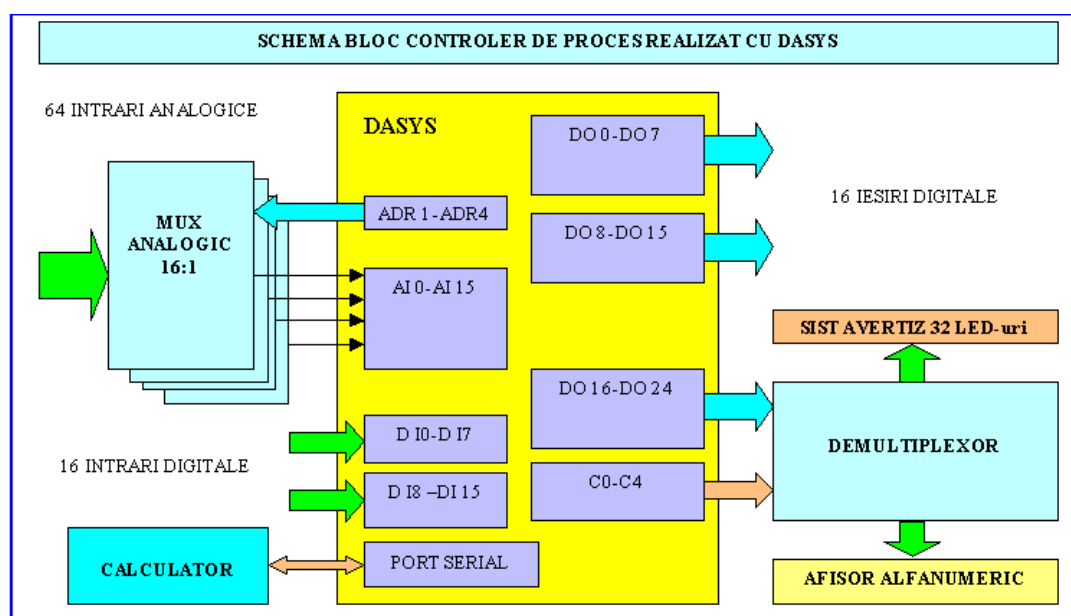 SCHEMA BLOC CONTROLER DE PROCES REALIZAT CU DASYS
64 INTRARI ANALOGICE
DASYS
DO 0-DO 7
MUX
ANALOGIC
16:1
ADR 1 -ADR4
16 IESIRI DIGITALE
DO 8-DO 15
AI 0-AI 15
SIST AVERTIZ 32 LED-uri
DO 16-DO 24
D I0-D I7
DEMULTIPLEXOR
16 INTRARI DIGITALE
C0-C4
D I8 –DI 15
CALCULATOR
PORT SERIAL
AFISOR ALFANUMERIC